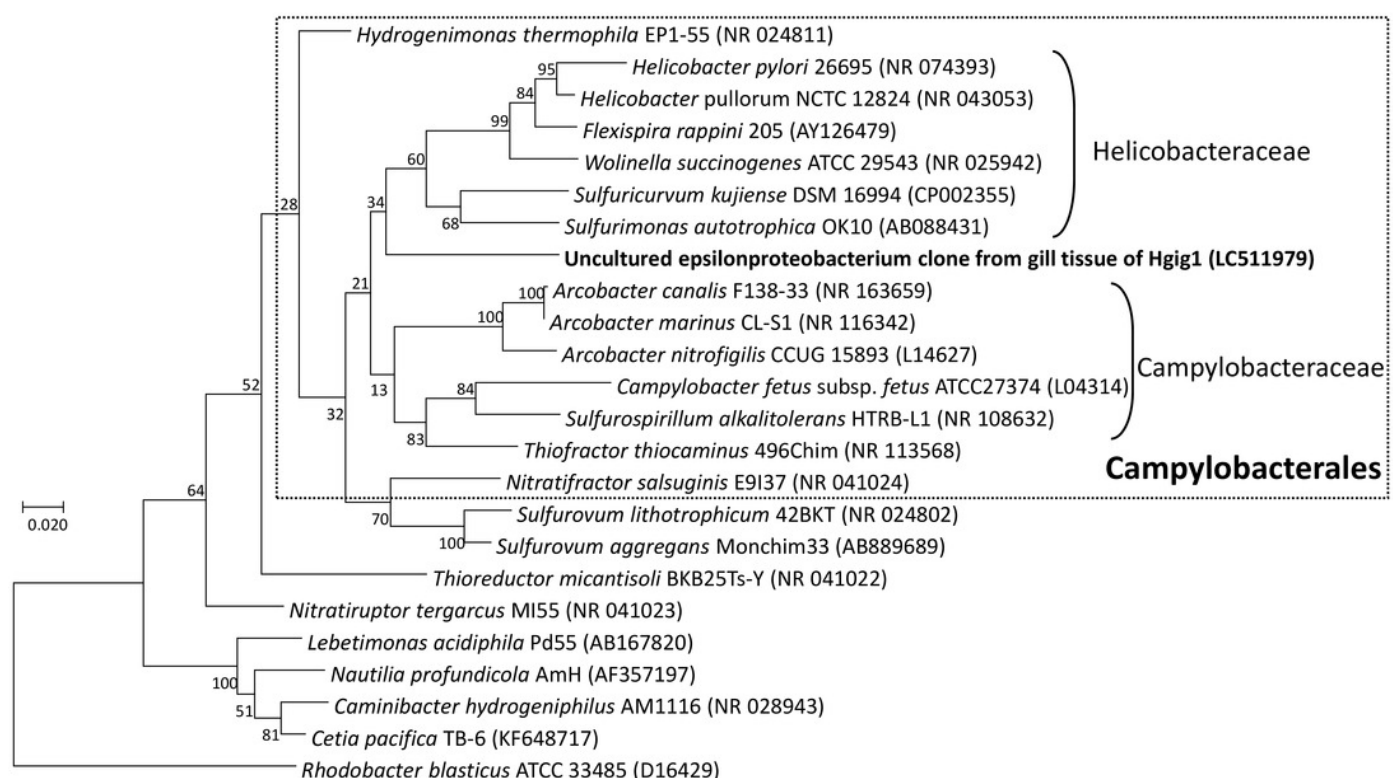 Hydrogenimonas thermophila EP1-55 (NR 024811)
95
Helicobacter pylori 26695 (NR 074393)
84
Helicobacter pullorum NCTC 12824 (NR 043053)
99
Flexispira rappini 205 (AY126479)
Helicobacteraceae
60
Wolinella succinogenes ATCC 29543 (NR 025942)
Sulfuricurvum kujiense DSM 16994 (CP002355)
28
34
68
Sulfurimonas autotrophica OK10 (AB088431)
Uncultured epsilonproteobacterium clone from gill tissue of Hgig1 (LC511979)
21
100
Arcobacter canalis F138-33 (NR 163659)
100
Arcobacter marinus CL-S1 (NR 116342)
Arcobacter nitrofigilis CCUG 15893 (L14627)
Campylobacteraceae
52
13
84
Campylobacter fetus subsp. fetus ATCC27374 (L04314)
32
Sulfurospirillum alkalitolerans HTRB-L1 (NR 108632)
83
Thiofractor thiocaminus 496Chim (NR 113568)
Campylobacterales
64
Nitratifractor salsuginis E9I37 (NR 041024)
0.020
70
Sulfurovum lithotrophicum 42BKT (NR 024802)
100
Sulfurovum aggregans Monchim33 (AB889689)
Thioreductor micantisoli BKB25Ts-Y (NR 041022)
Nitratiruptor tergarcus MI55 (NR 041023)
Lebetimonas acidiphila Pd55 (AB167820)
100
Nautilia profundicola AmH (AF357197)
51
Caminibacter hydrogeniphilus AM1116 (NR 028943)
81
Cetia pacifica TB-6 (KF648717)
Rhodobacter blasticus ATCC 33485 (D16429)